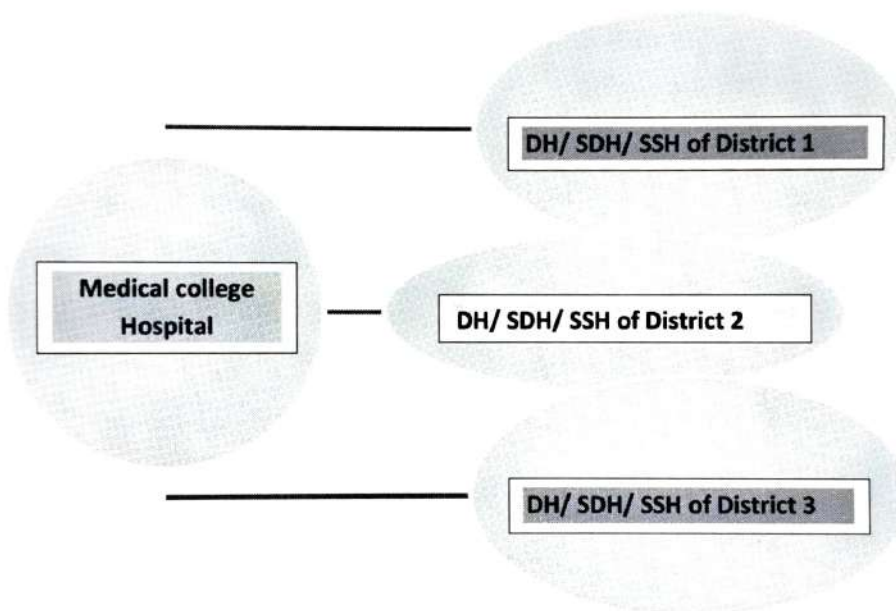 DH/ SDH/ SSH of District 1
Medical college
Hospital
DH/ SDH/ SSH of District 2
DH/ SDH/ SSH of District 3